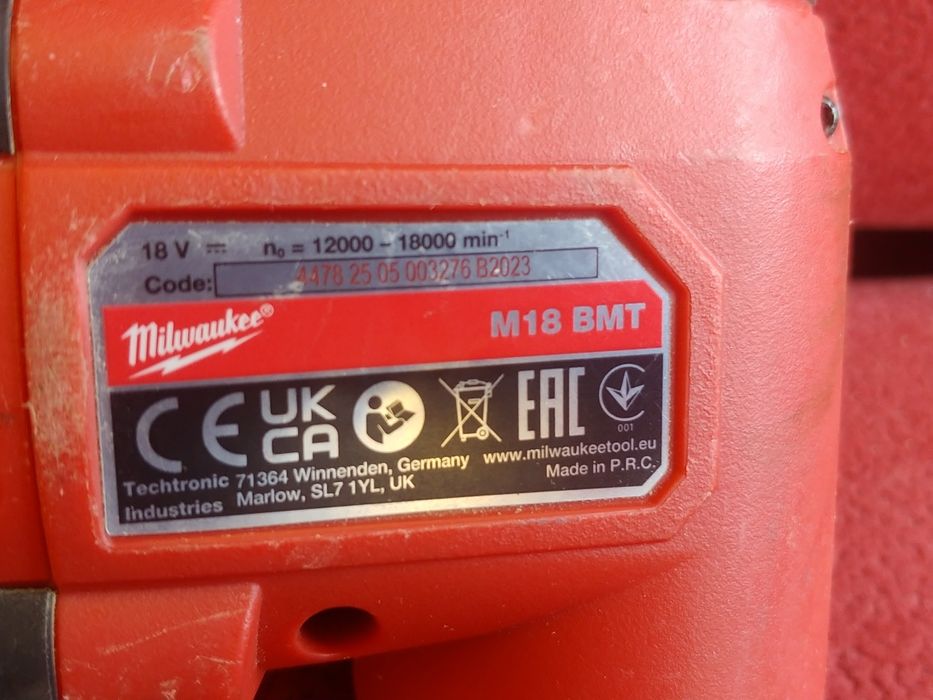 18 V ⎓ n₀ = 12000 – 18000 min⁻¹
Code: 4478 25 05 003276 B2023
Milwaukee®
M18 BMT
CE UK CA EAC
001
www.milwaukeetool.eu
Made in P.R.C.
Techtronic Industries
71364 Winnenden, Germany
Marlow, SL7 1YL, UK